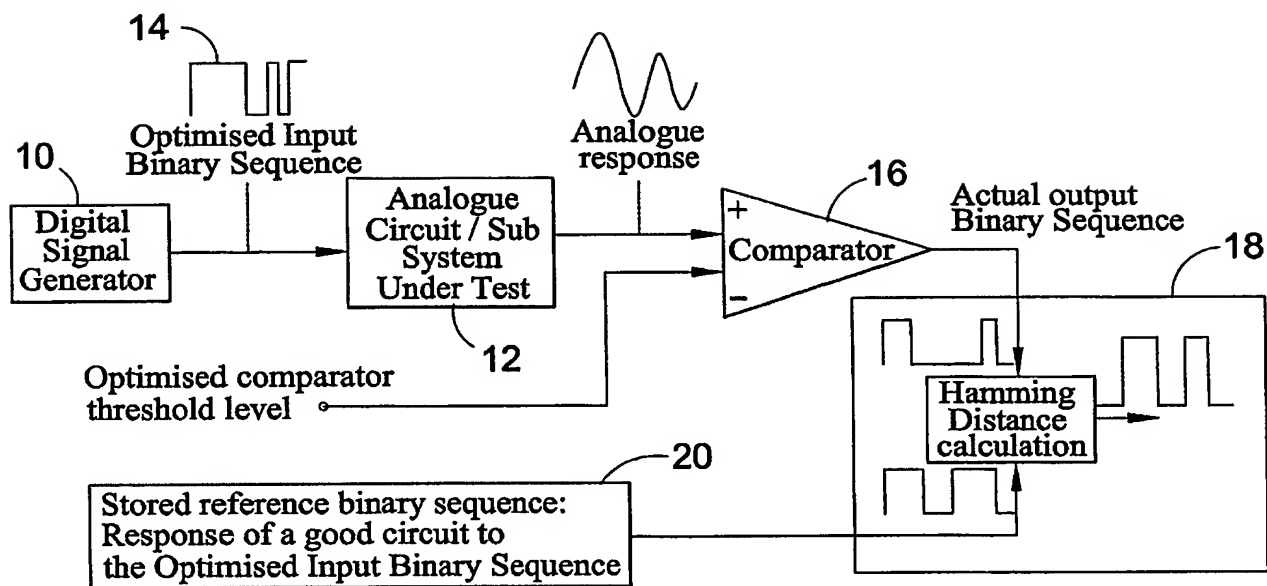 14
Optimised Input
Binary Sequence
10
Digital
Signal
Generator
Analogue
Circuit / Sub
System
Under Test
12
Analogue
response
16
+
Comparator
−
Actual output
Binary Sequence
18
Optimised comparator
threshold level
Hamming
Distance
calculation
20
Stored reference binary sequence:
Response of a good circuit to
the Optimised Input Binary Sequence